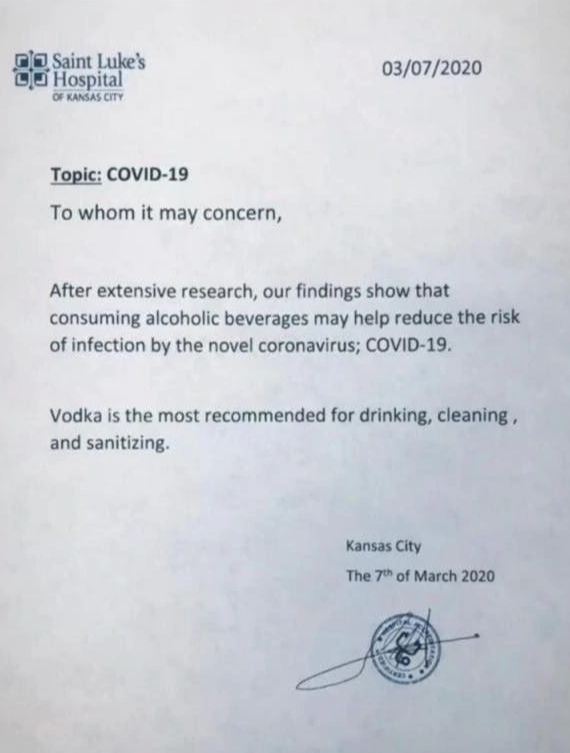 Saint Luke's
Hospital
OF KANSAS CITY
03/07/2020
Topic: COVID-19
To whom it may concern,
After extensive research, our findings show that
consuming alcoholic beverages may help reduce the risk
of infection by the novel coronavirus; COVID-19.
Vodka is the most recommended for drinking, cleaning ,
and sanitizing.
Kansas City
The 7th of March 2020
HOSPITAL
CERTIFIED